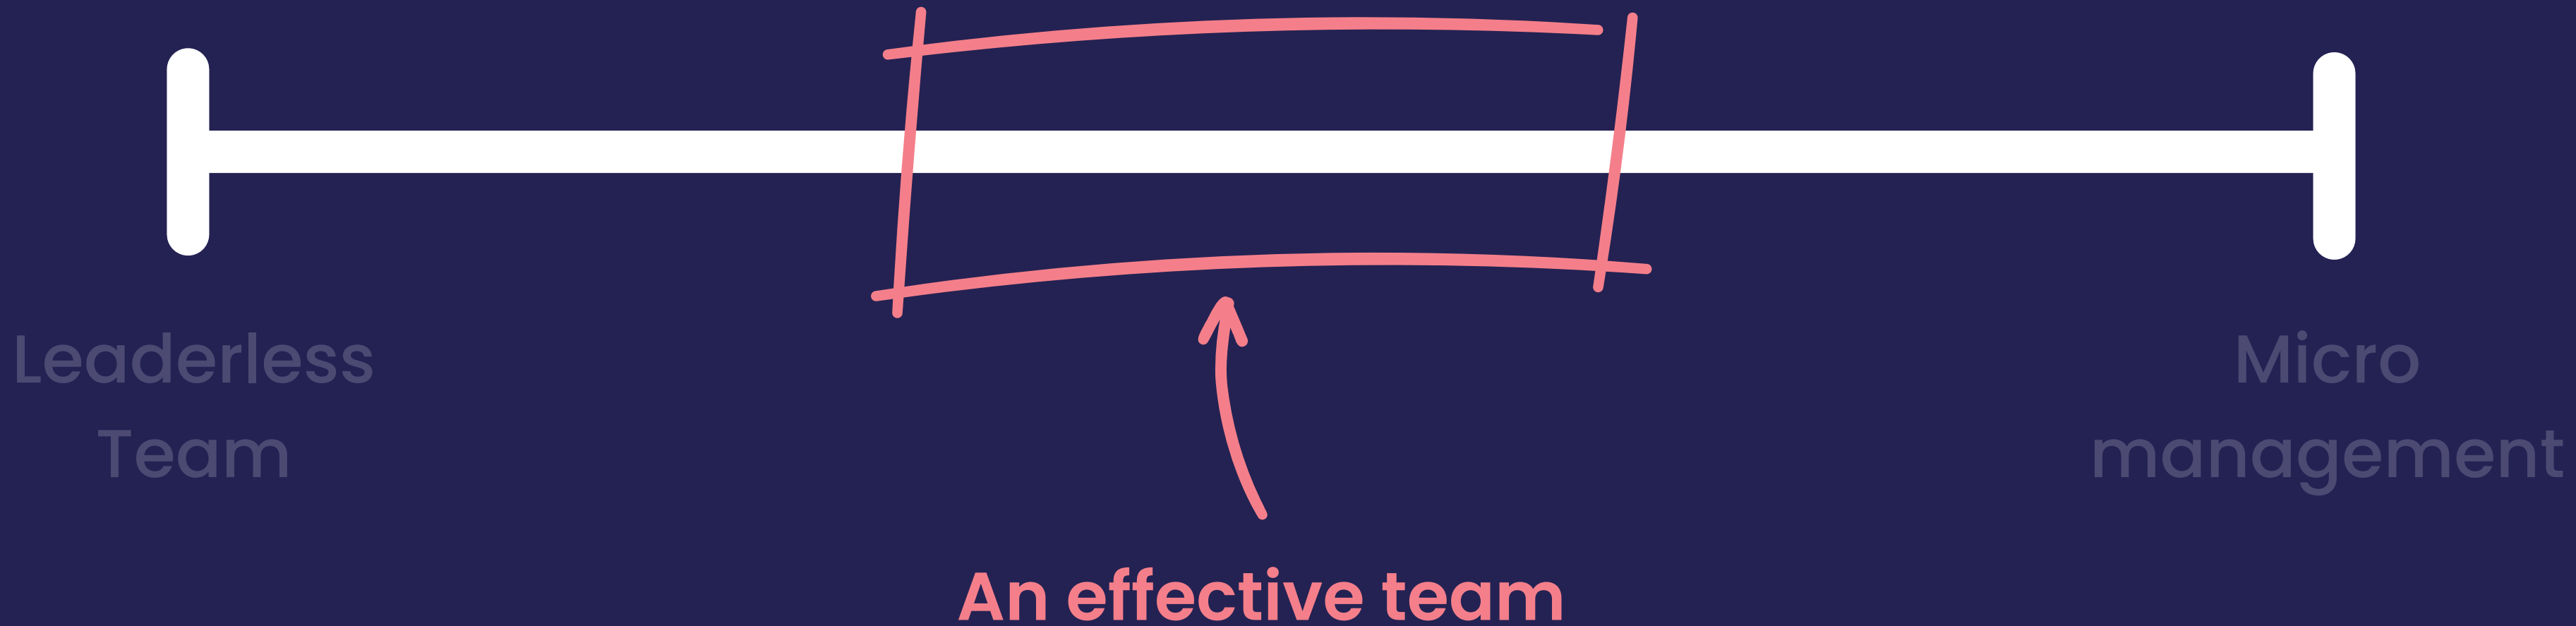 Leaderless
Team
Micro
management
An effective team